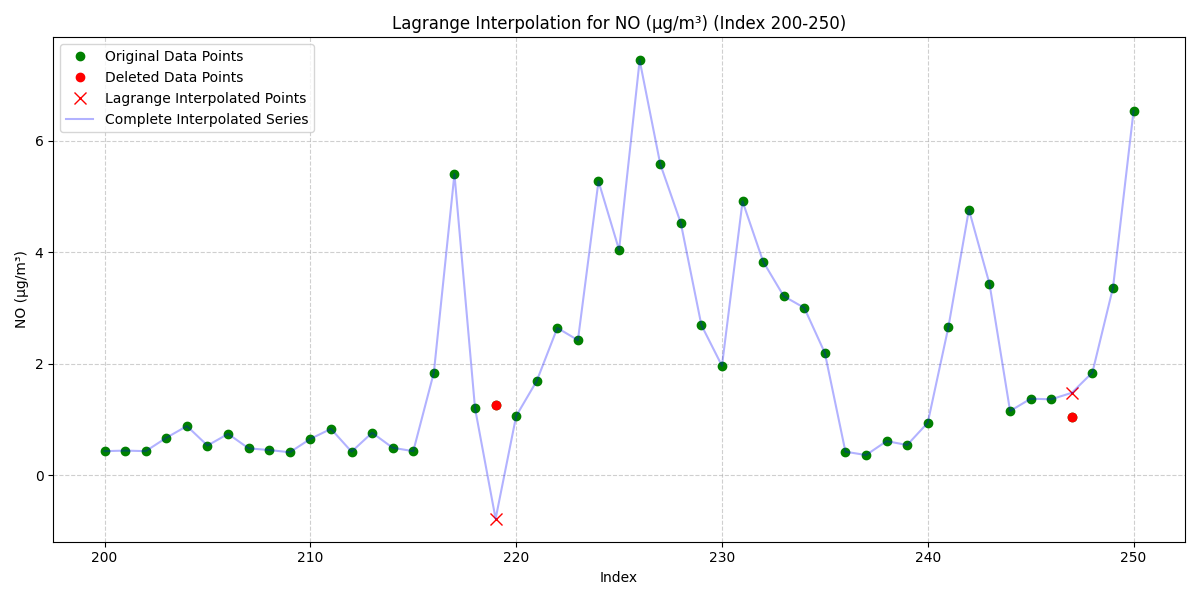 Lagrange Interpolation for NO (μg/m³) (Index 200-250)
Original Data Points
Deleted Data Points
Lagrange Interpolated Points
Complete Interpolated Series
NO (μg/m³)
6
4
2
0
200 210 220 230 240 250
Index